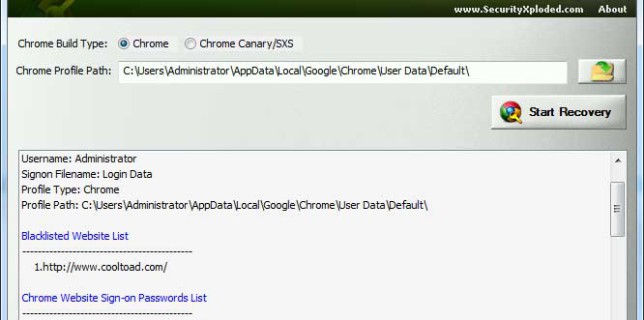 www.SecurityXploded.com About
Chrome Build Type: Chrome Chrome Canary/SXS
Chrome Profile Path: C:\Users\Administrator\AppData\Local\Google\Chrome\User Data\Default\
Start Recovery
Username: Administrator
Signon Filename: Login Data
Profile Type: Chrome
Profile Path: C:\Users\Administrator\AppData\Local\Google\Chrome\User Data\Default\
Blacklisted Website List
-------------------------------------------
1.http://www.cooltoad.com/
Chrome Website Sign-on Passwords List
-------------------------------------------